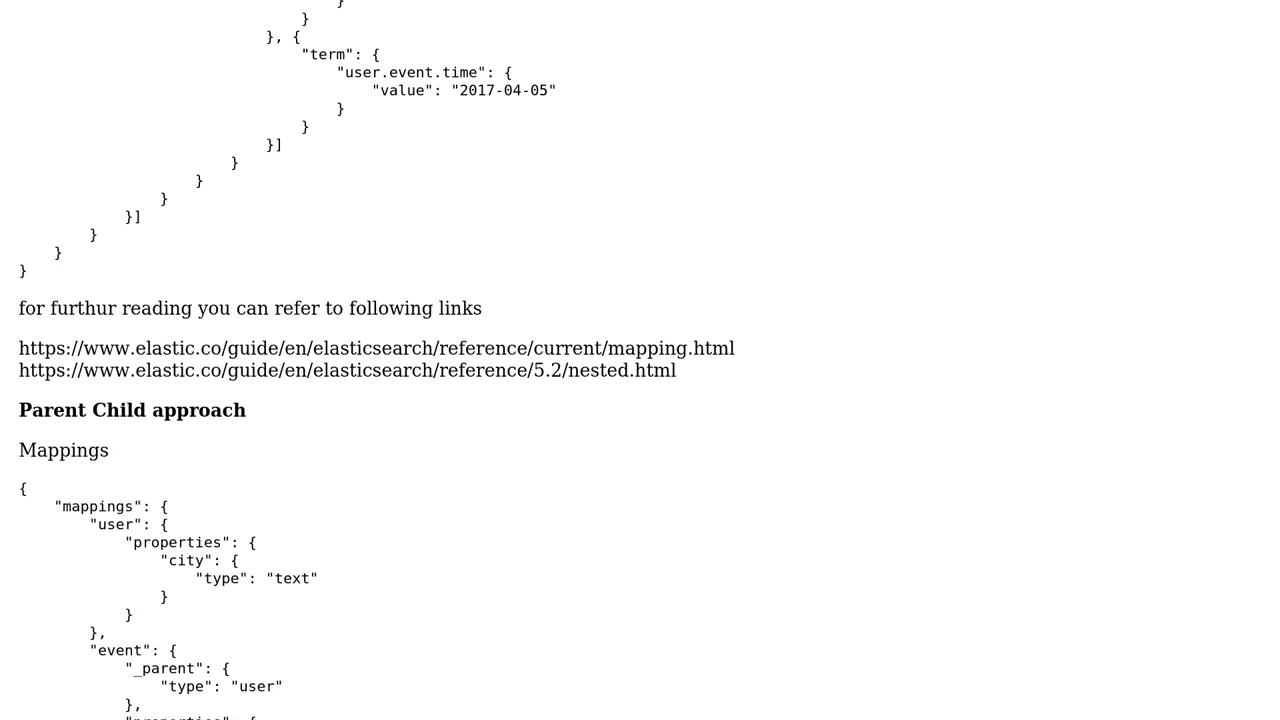 }
}
}, {
"term": {
"user.event.time": {
"value": "2017-04-05"
}
}
}]
}
}
}
}]
}
}
}
for furthur reading you can refer to following links
https://www.elastic.co/guide/en/elasticsearch/reference/current/mapping.html
https://www.elastic.co/guide/en/elasticsearch/reference/5.2/nested.html
Parent Child approach
Mappings
{
"mappings": {
"user": {
"properties": {
"city": {
"type": "text"
}
}
},
"event": {
"_parent": {
"type": "user"
},
"properties": {